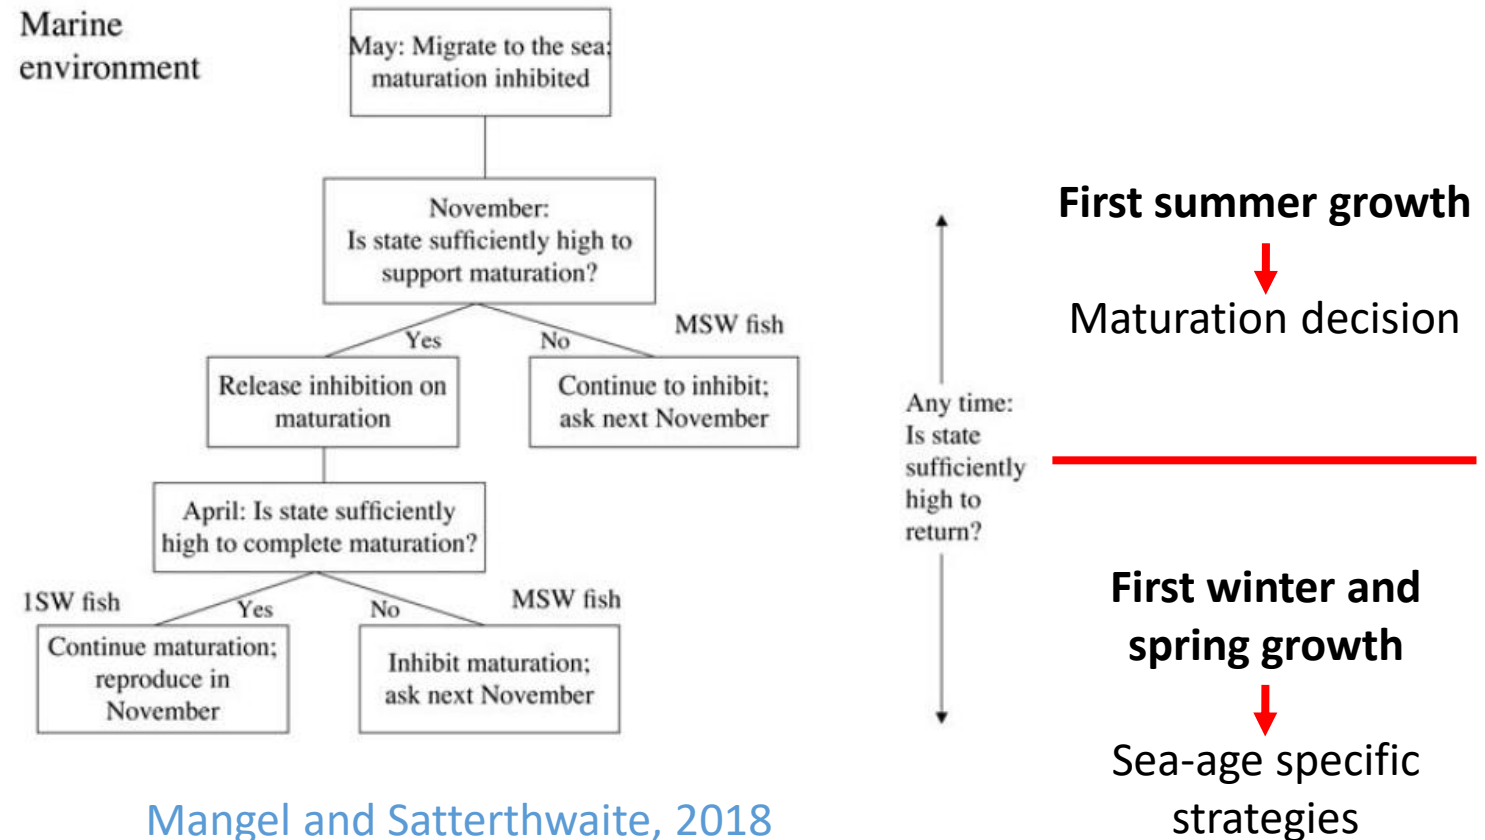 Marine
environment
May: Migrate to the sea;
maturation inhibited
November:
Is state sufficiently high to
support maturation?
Yes
No
MSW fish
Release inhibition on
maturation
Continue to inhibit;
ask next November
April: Is state sufficiently
high to complete maturation?
1SW fish
Yes
No
MSW fish
Continue maturation;
reproduce in
November
Inhibit maturation;
ask next November
Any time:
Is state
sufficiently
high to
return?
First summer growth
Maturation decision
First winter and
spring growth
Sea-age specific
strategies
Mangel and Satterthwaite, 2018